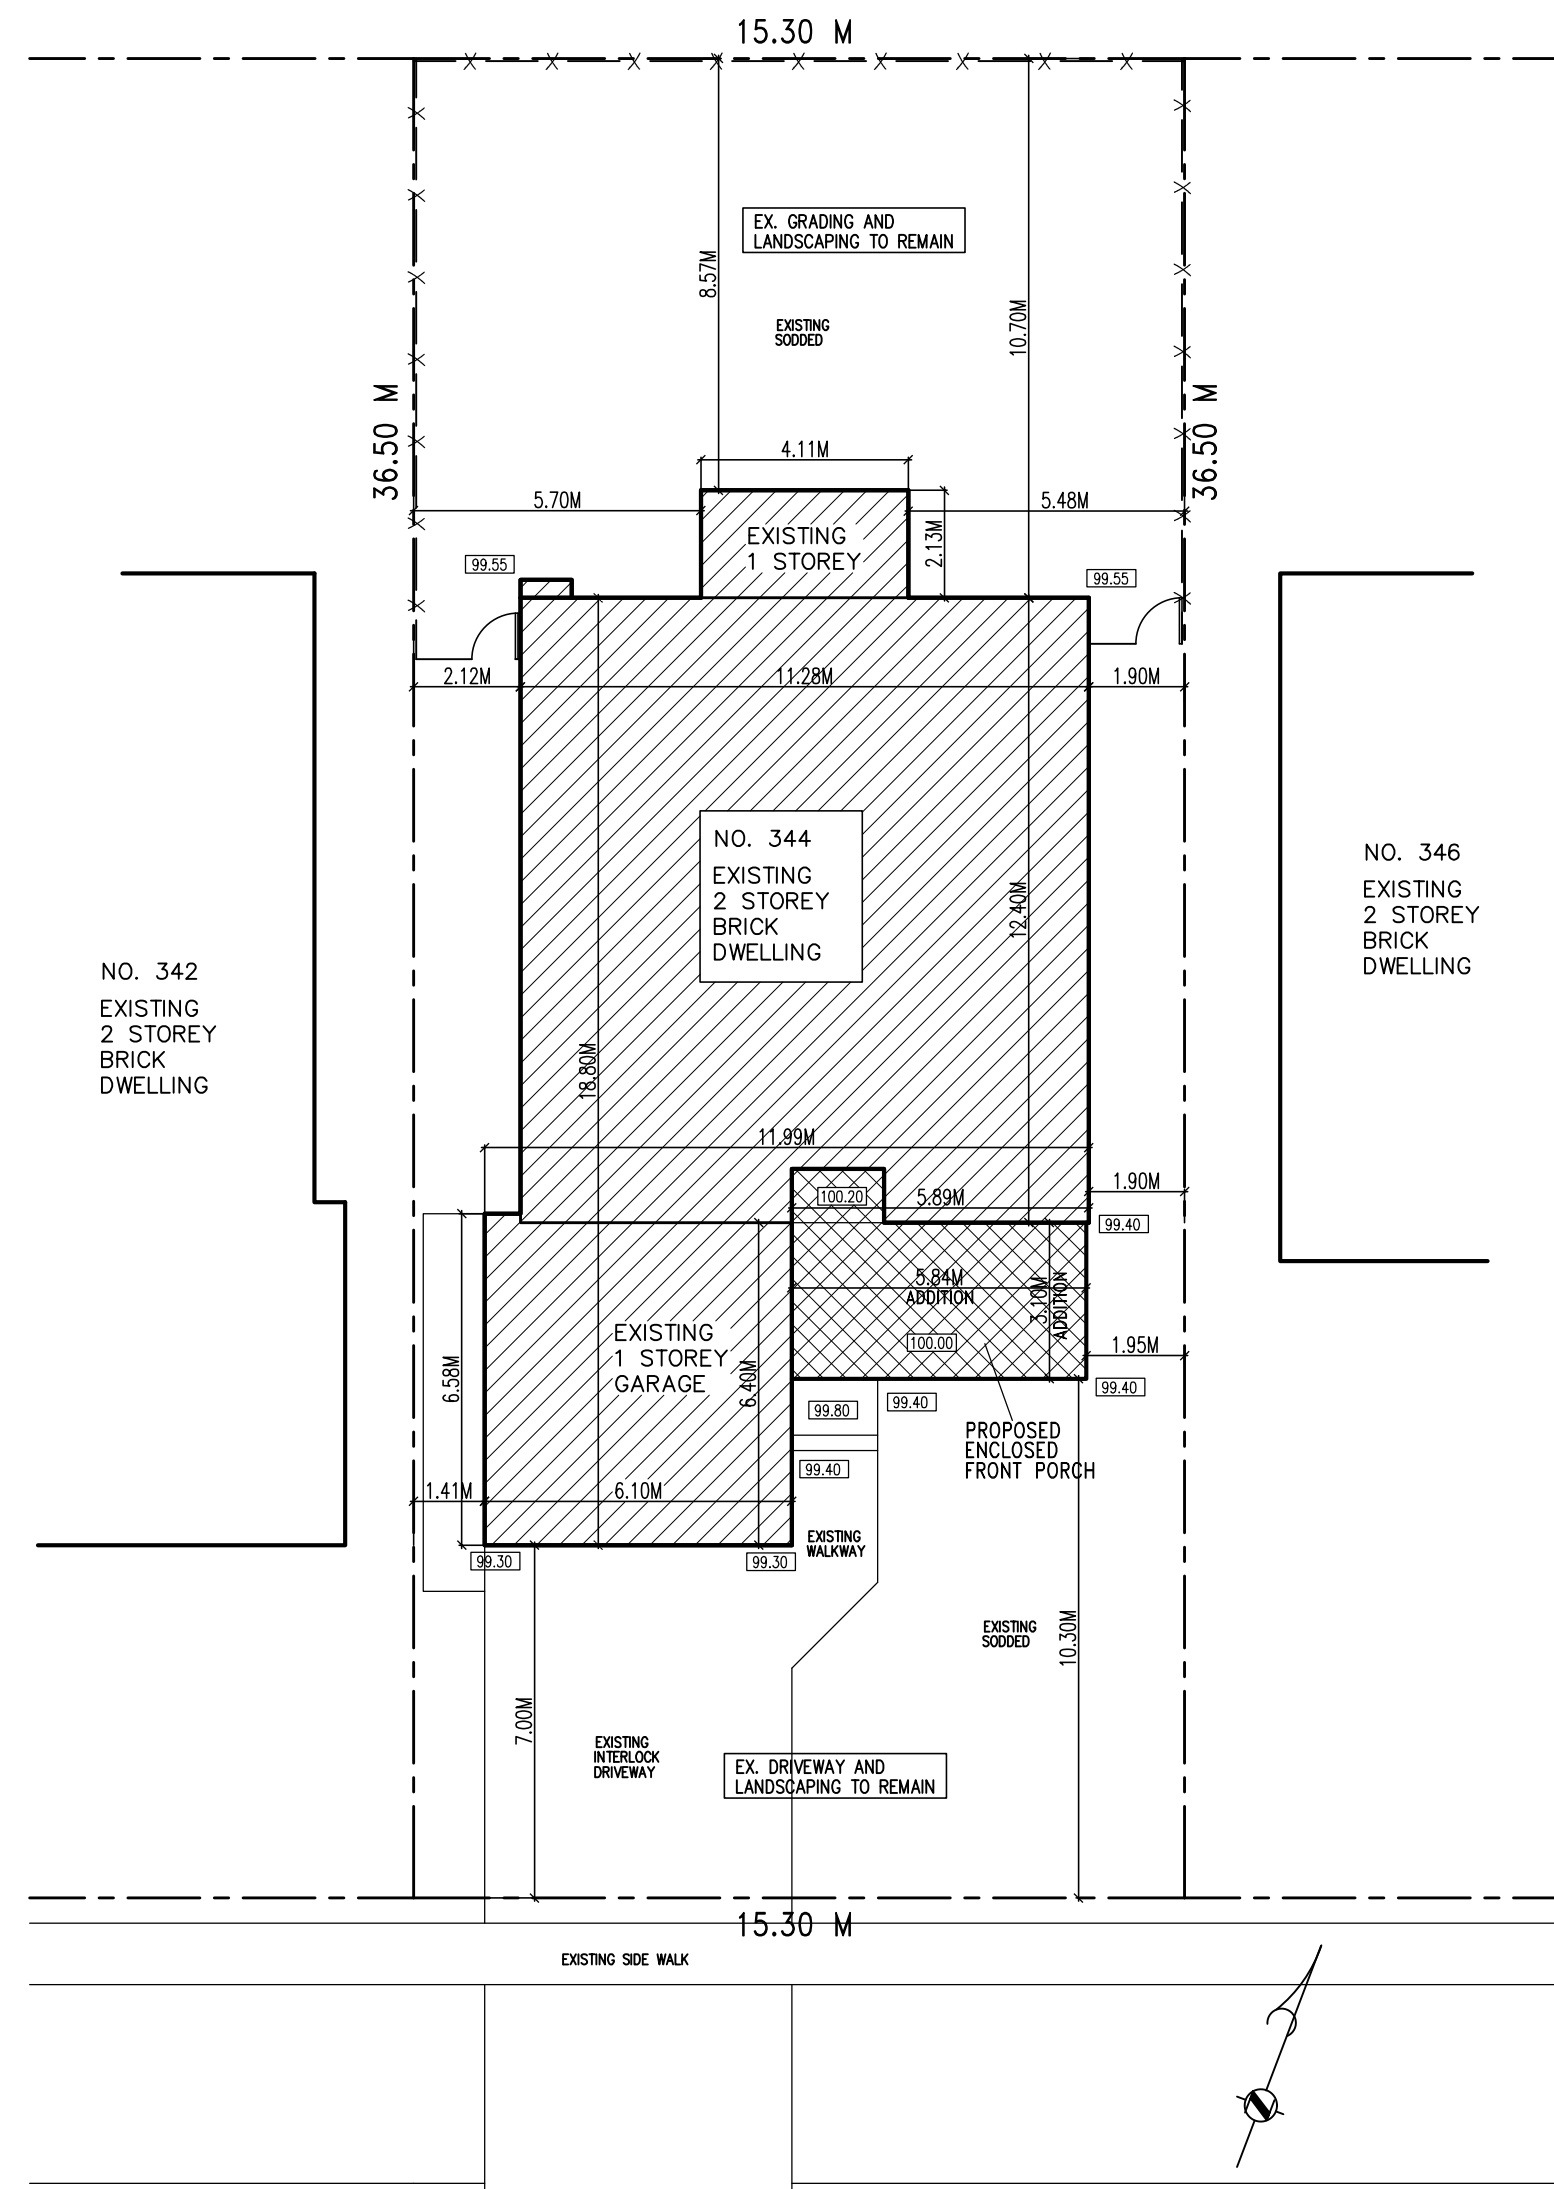 15.30 M
EX. GRADING AND
LANDSCAPING TO REMAIN
8.57M
10.70M
EXISTING
SODDED
36.50 M
36.50 M
4.11M
5.70M
5.48M
EXISTING
1 STOREY
2.13M
99.55
99.55
2.12M
11.28M
1.90M
NO. 344
EXISTING
2 STOREY
BRICK
DWELLING
12.40M
NO. 346
EXISTING
2 STOREY
BRICK
DWELLING
NO. 342
EXISTING
2 STOREY
BRICK
DWELLING
18.80M
11.99M
1.90M
100.20
5.89M
99.40
5.84M
ADDITION
3.10M
ADDITION
100.00
1.95M
EXISTING
1 STOREY
GARAGE
6.58M
6.40M
99.80
99.40
99.40
PROPOSED
ENCLOSED
FRONT PORCH
99.40
1.41M
6.10M
EXISTING
WALKWAY
99.30
99.30
EXISTING
SODDED
10.30M
7.00M
EXISTING
INTERLOCK
DRIVEWAY
EX. DRIVEWAY AND
LANDSCAPING TO REMAIN
15.30 M
EXISTING SIDE WALK